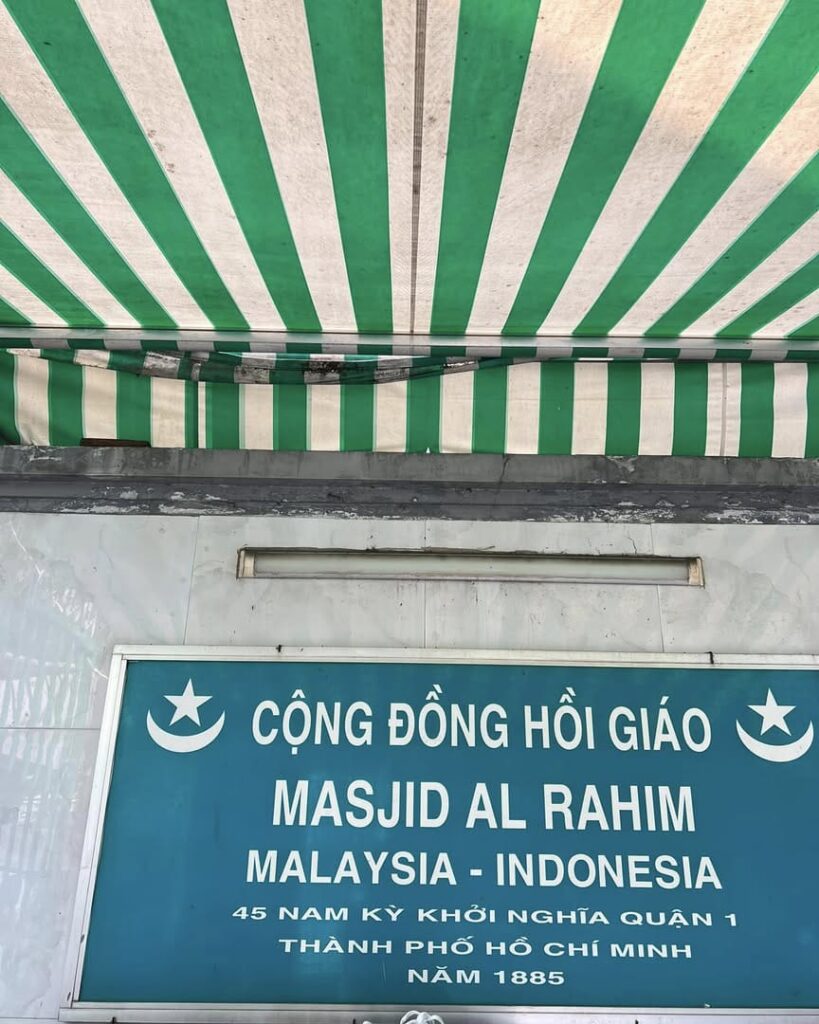 CỘNG ĐỒNG HỒI GIÁO
MASJID AL RAHIM
MALAYSIA - INDONESIA
45 NAM KỲ KHỞI NGHĨA QUẬN 1
THÀNH PHỐ HỒ CHÍ MINH
NĂM 1885